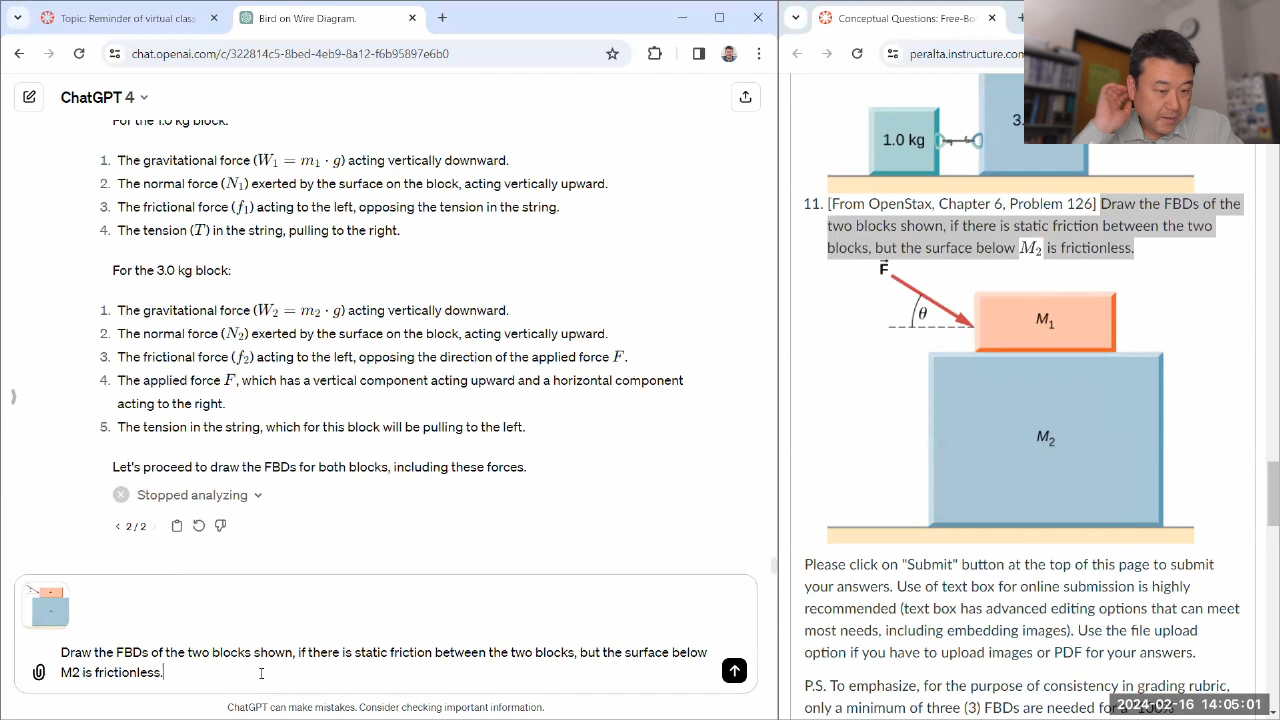 Topic: Reminder of virtual class
Bird on Wire Diagram.
Conceptual Questions: Free-Bo
chat.openai.com/c/322814c5-8bed-4eb9-8a12-f6b95897e6b0
peralta.instructure.com
ChatGPT 4
For the 1.0 kg block:
1. The gravitational force (W₁ = m₁ · g) acting vertically downward.
2. The normal force (N₁) exerted by the surface on the block, acting vertically upward.
3. The frictional force (f₁) acting to the left, opposing the tension in the string.
4. The tension (T) in the string, pulling to the right.
For the 3.0 kg block:
1. The gravitational force (W₂ = m₂ · g) acting vertically downward.
2. The normal force (N₂) exerted by the surface on the block, acting vertically upward.
3. The frictional force (f₂) acting to the left, opposing the direction of the applied force F.
4. The applied force F, which has a vertical component acting upward and a horizontal component
acting to the right.
5. The tension in the string, which for this block will be pulling to the left.
Let's proceed to draw the FBDs for both blocks, including these forces.
Stopped analyzing
2/2
Draw the FBDs of the two blocks shown, if there is static friction between the two blocks, but the surface below
M2 is frictionless.
ChatGPT can make mistakes. Consider checking important information.
1.0 kg
3.
11. [From OpenStax, Chapter 6, Problem 126] Draw the FBDs of the
two blocks shown, if there is static friction between the two
blocks, but the surface below M₂ is frictionless.
F⃗
θ
M₁
M₂
Please click on "Submit" button at the top of this page to submit
your answers. Use of text box for online submission is highly
recommended (text box has advanced editing options that can meet
most needs, including embedding images). Use the file upload
option if you have to upload images or PDF for your answers.
P.S. To emphasize, for the purpose of consistency in grading rubric,
only a minimum of three (3) FBDs are needed for a "100%
2024-02-16 14:05:01